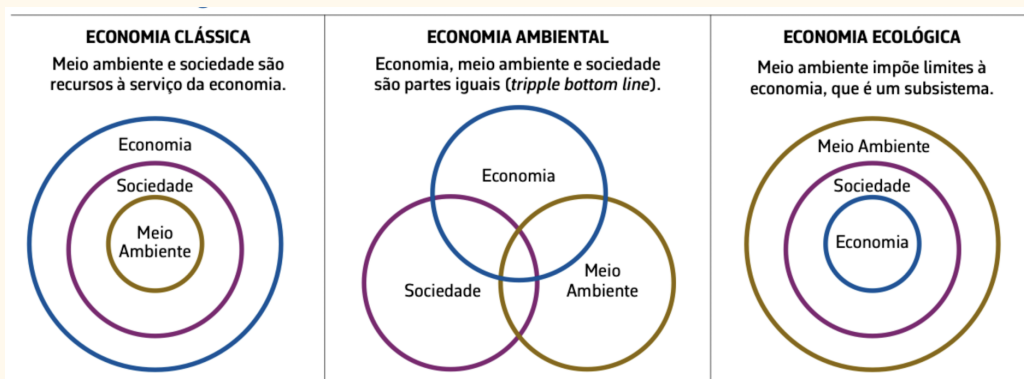 ECONOMIA CLÁSSICA
Meio ambiente e sociedade são
recursos à serviço da economia.
Economia
Sociedade
Meio
Ambiente
ECONOMIA AMBIENTAL
Economia, meio ambiente e sociedade
são partes iguais (tripple bottom line).
Economia
Sociedade
Meio
Ambiente
ECONOMIA ECOLÓGICA
Meio ambiente impõe limites à
economia, que é um subsistema.
Meio Ambiente
Sociedade
Economia